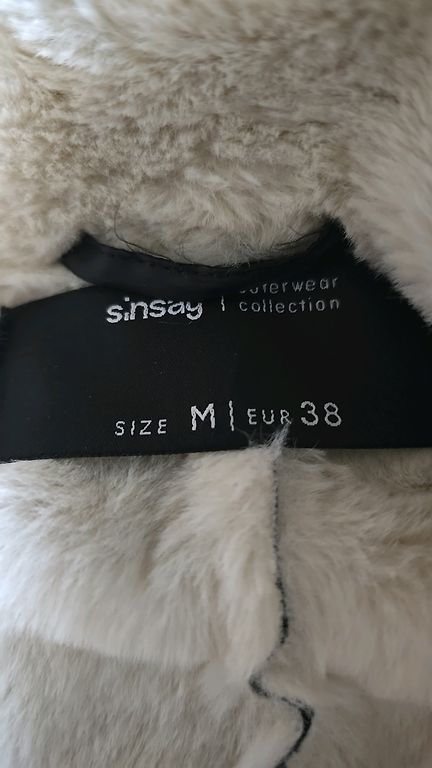 sinsay | outerwear
collection
SIZE M | EUR 38